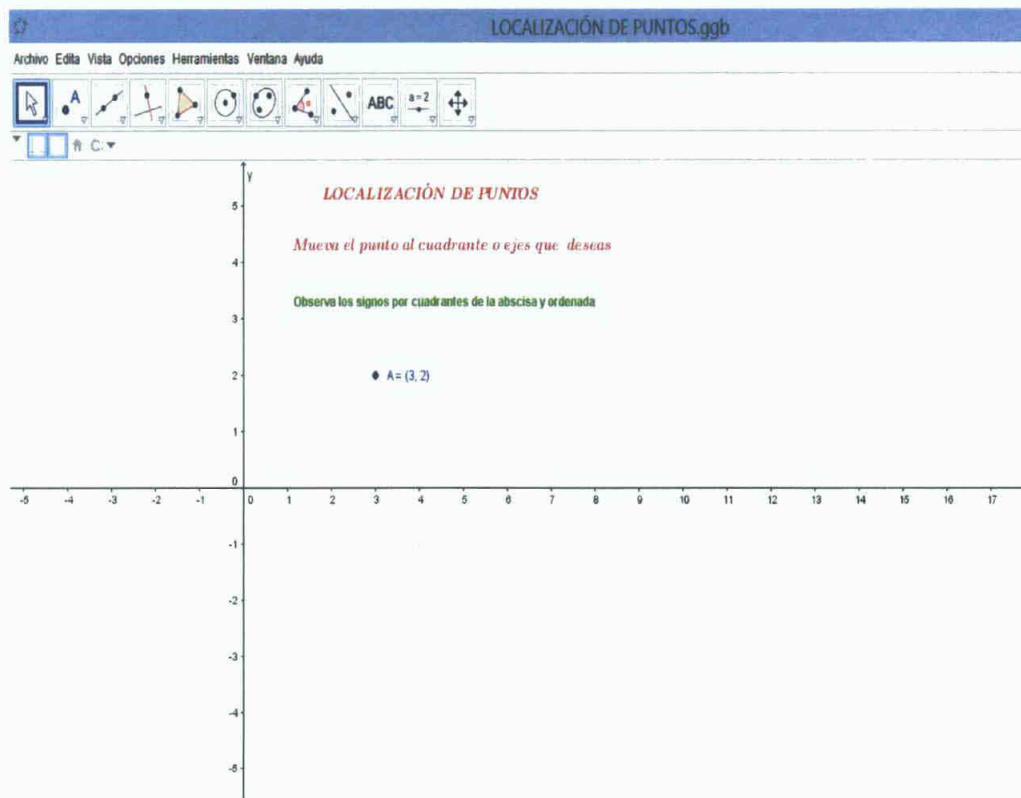 LOCALIZACIÓN DE PUNTOS.ggb
Archivo Edita Vista Opciones Herramientas Ventana Ayuda
A
ABC
a=2
C
y
LOCALIZACIÓN DE PUNTOS
5
Mueva el punto al cuadrante o ejes que deseas
4
Observa los signos por cuadrantes de la abscisa y ordenada
3
2
A = (3, 2)
1
0
-5 -4 -3 -2 -1 0 1 2 3 4 5 6 7 8 9 10 11 12 13 14 15 16 17
-1
-2
-3
-4
-5